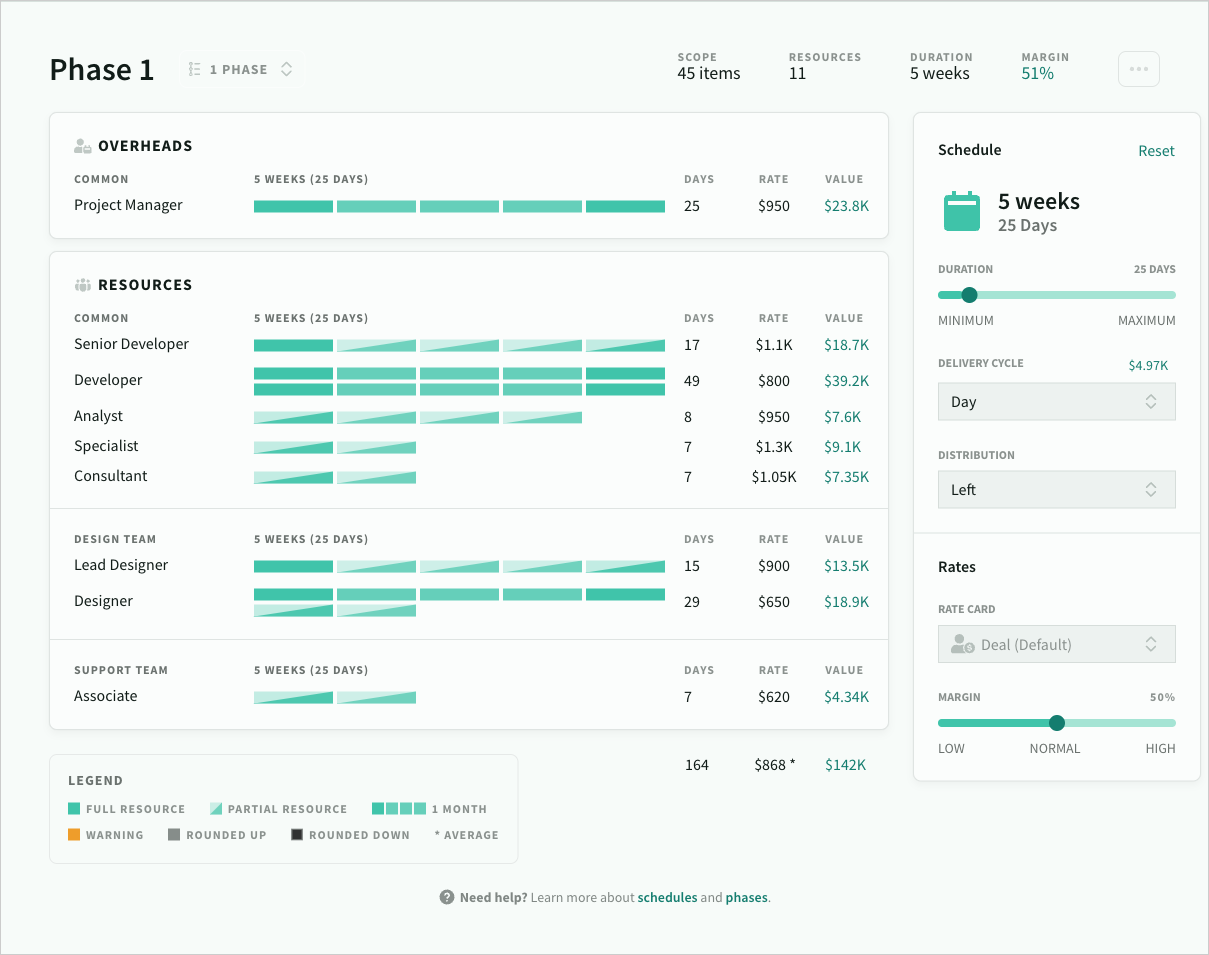 Phase 1
1 PHASE
SCOPE
45 items
RESOURCES
11
DURATION
5 weeks
MARGIN
51%
OVERHEADS
COMMON 5 WEEKS (25 DAYS) DAYS RATE VALUE
Project Manager 25 $950 $23.8K
RESOURCES
COMMON 5 WEEKS (25 DAYS) DAYS RATE VALUE
Senior Developer 17 $1.1K $18.7K
Developer 49 $800 $39.2K
Analyst 8 $950 $7.6K
Specialist 7 $1.3K $9.1K
Consultant 7 $1.05K $7.35K
DESIGN TEAM 5 WEEKS (25 DAYS) DAYS RATE VALUE
Lead Designer 15 $900 $13.5K
Designer 29 $650 $18.9K
SUPPORT TEAM 5 WEEKS (25 DAYS) DAYS RATE VALUE
Associate 7 $620 $4.34K
164 $868 * $142K
LEGEND
FULL RESOURCE PARTIAL RESOURCE 1 MONTH
WARNING ROUNDED UP ROUNDED DOWN * AVERAGE
Schedule Reset
5 weeks
25 Days
DURATION 25 DAYS
MINIMUM MAXIMUM
DELIVERY CYCLE $4.97K
Day
DISTRIBUTION
Left
Rates
RATE CARD
Deal (Default)
MARGIN 50%
LOW NORMAL HIGH
? Need help? Learn more about schedules and phases.